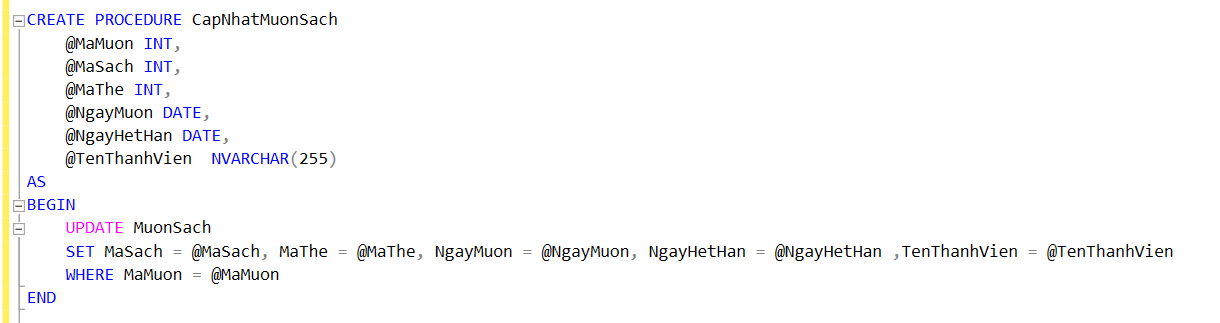 CREATE PROCEDURE CapNhatMuonSach
@MaMuon INT,
@MaSach INT,
@MaThe INT,
@NgayMuon DATE,
@NgayHetHan DATE,
@TenThanhVien  NVARCHAR(255)
AS
BEGIN
UPDATE MuonSach
SET MaSach = @MaSach, MaThe = @MaThe, NgayMuon = @NgayMuon, NgayHetHan = @NgayHetHan ,TenThanhVien = @TenThanhVien
WHERE MaMuon = @MaMuon
END